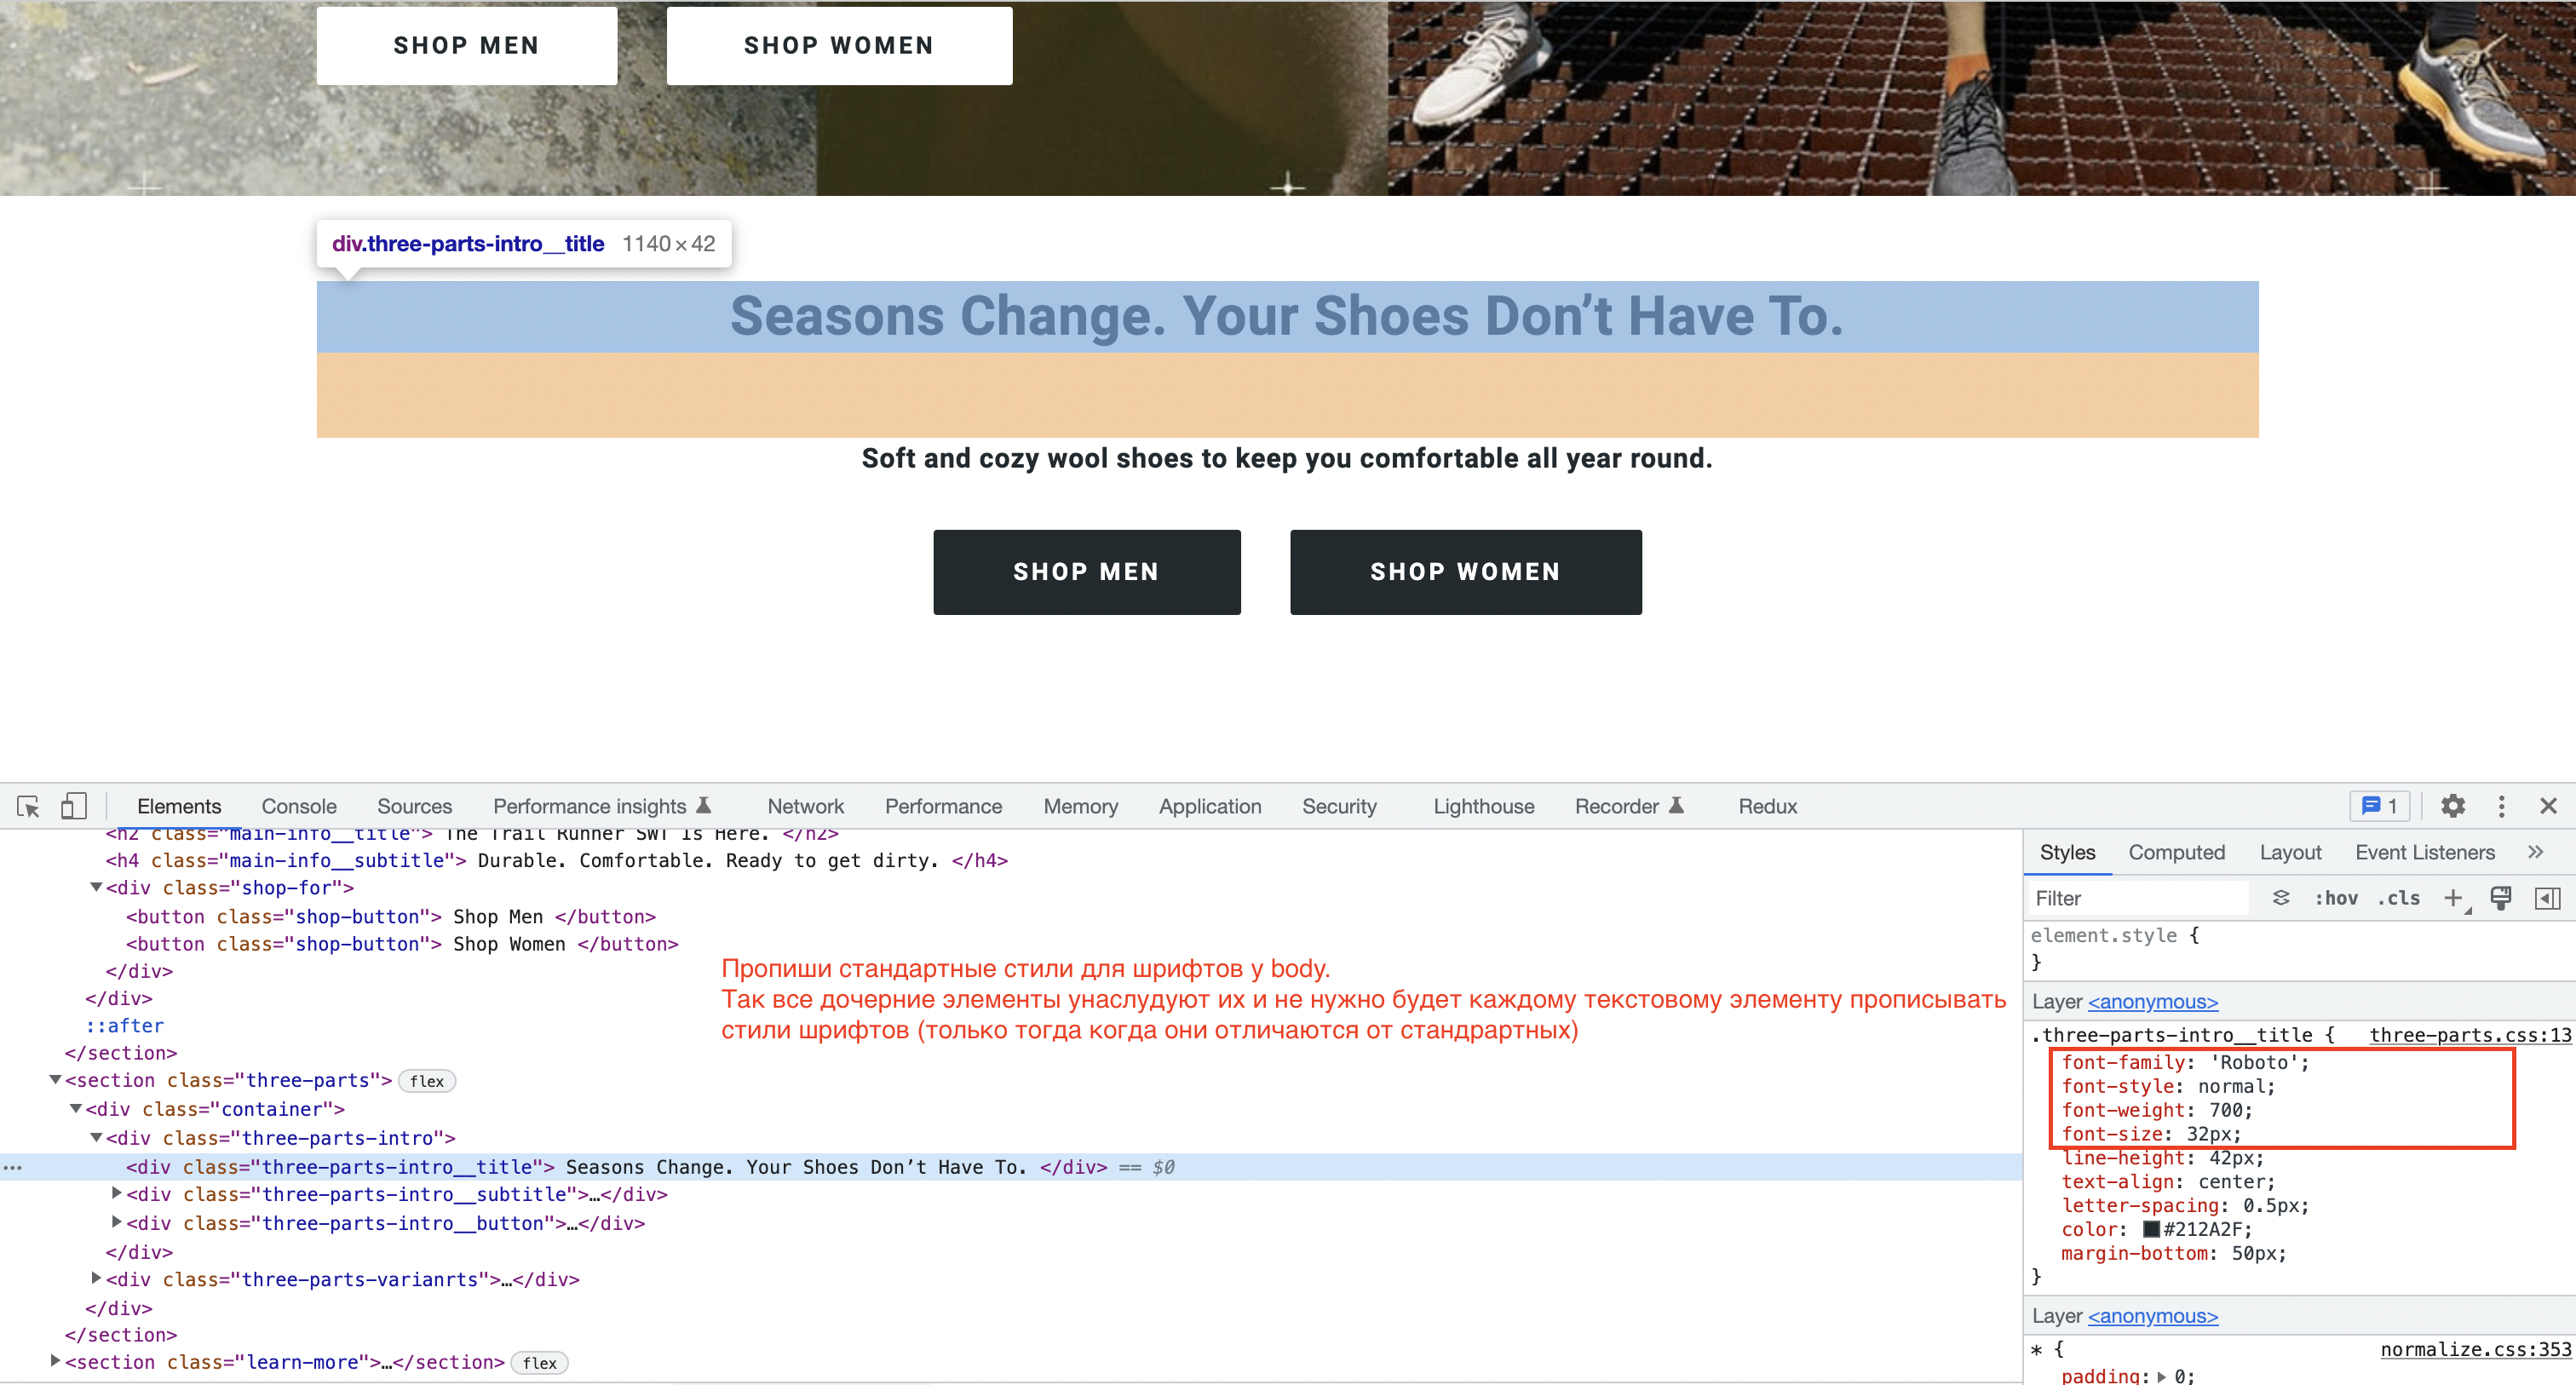 SHOP MEN
SHOP WOMEN
div.three-parts-intro__title 1140 × 42
Seasons Change. Your Shoes Don’t Have To.
Soft and cozy wool shoes to keep you comfortable all year round.
SHOP MEN
SHOP WOMEN
Elements Console Sources Performance insights Network Performance Memory Application Security Lighthouse Recorder Redux 1
<h2 class="main-info__title"> The Trail Runner SWT Is Here. </h2>
<h4 class="main-info__subtitle"> Durable. Comfortable. Ready to get dirty. </h4>
<div class="shop-for">
<button class="shop-button"> Shop Men </button>
<button class="shop-button"> Shop Women </button>
</div>
</div>
::after
</section>
<section class="three-parts"> flex
<div class="container">
<div class="three-parts-intro">
<div class="three-parts-intro__title"> Seasons Change. Your Shoes Don’t Have To. </div> == $0
<div class="three-parts-intro__subtitle">…</div>
<div class="three-parts-intro__button">…</div>
</div>
<div class="three-parts-varianrts">…</div>
</div>
</section>
<section class="learn-more">…</section> flex
Пропиши стандартные стили для шрифтов у body.
Так все дочерние элементы унаслудуют их и не нужно будет каждому текстовому элементу прописывать
стили шрифтов (только тогда когда они отличаются от стандрартных)
Styles Computed Layout Event Listeners
Filter :hov .cls
element.style {
}
Layer <anonymous>
.three-parts-intro__title { three-parts.css:13
font-family: 'Roboto';
font-style: normal;
font-weight: 700;
font-size: 32px;
line-height: 42px;
text-align: center;
letter-spacing: 0.5px;
color: #212A2F;
margin-bottom: 50px;
}
Layer <anonymous>
* { normalize.css:353
padding: 0;